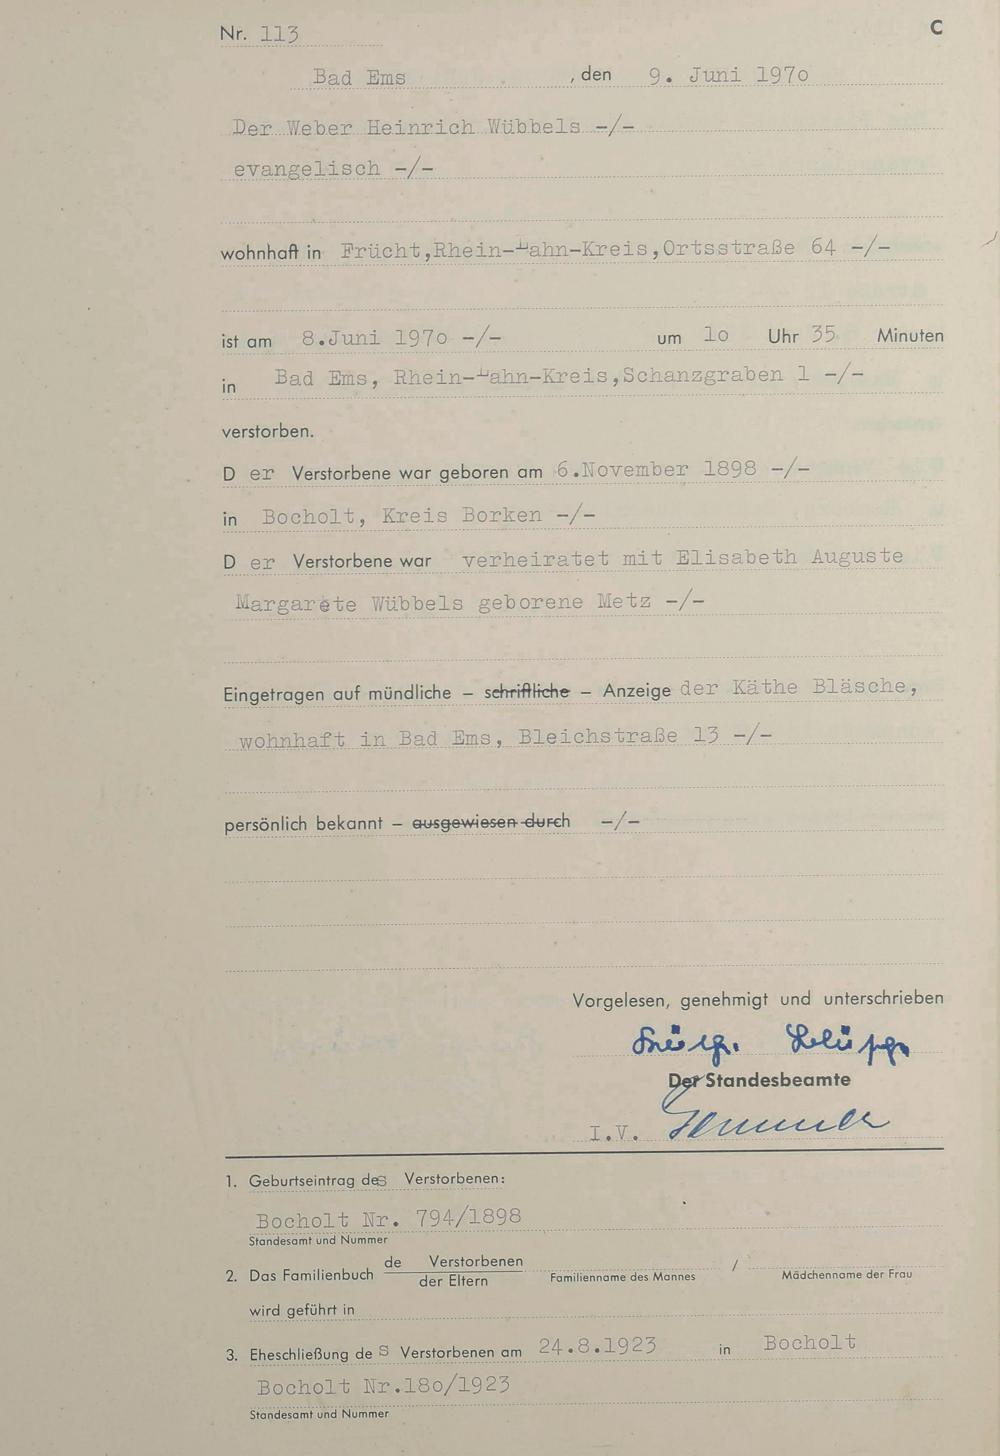 Nr. 113
C
Bad Ems , den 9. Juni 197o
Der Weber Heinrich Wübbels -/-
evangelisch -/-
wohnhaft in Frücht,Rhein-Lahn-Kreis,Ortsstraße 64 -/-
ist am 8.Juni 197o -/- um 1o Uhr 35 Minuten
in Bad Ems, Rhein-Lahn-Kreis,Schanzgraben 1 -/-
verstorben.
D er Verstorbene war geboren am 6.November 1898 -/-
in Bocholt, Kreis Borken -/-
D er Verstorbene war verheiratet mit Elisabeth Auguste
Margarete Wübbels geborene Metz -/-
Eingetragen auf mündliche – schriftliche – Anzeige der Käthe Bläsche,
wohnhaft in Bad Ems, Bleichstraße 13 -/-
persönlich bekannt – ausgewiesen durch -/-
Vorgelesen, genehmigt und unterschrieben
Der Standesbeamte
I.V.
1. Geburtseintrag des Verstorbenen:
Bocholt Nr. 794/1898
Standesamt und Nummer
2. Das Familienbuch de Verstorbenen
der Eltern
/
Familienname des Mannes Mädchenname der Frau
wird geführt in
3. Eheschließung de s Verstorbenen am 24.8.1923 in Bocholt
Bocholt Nr.18o/1923
Standesamt und Nummer